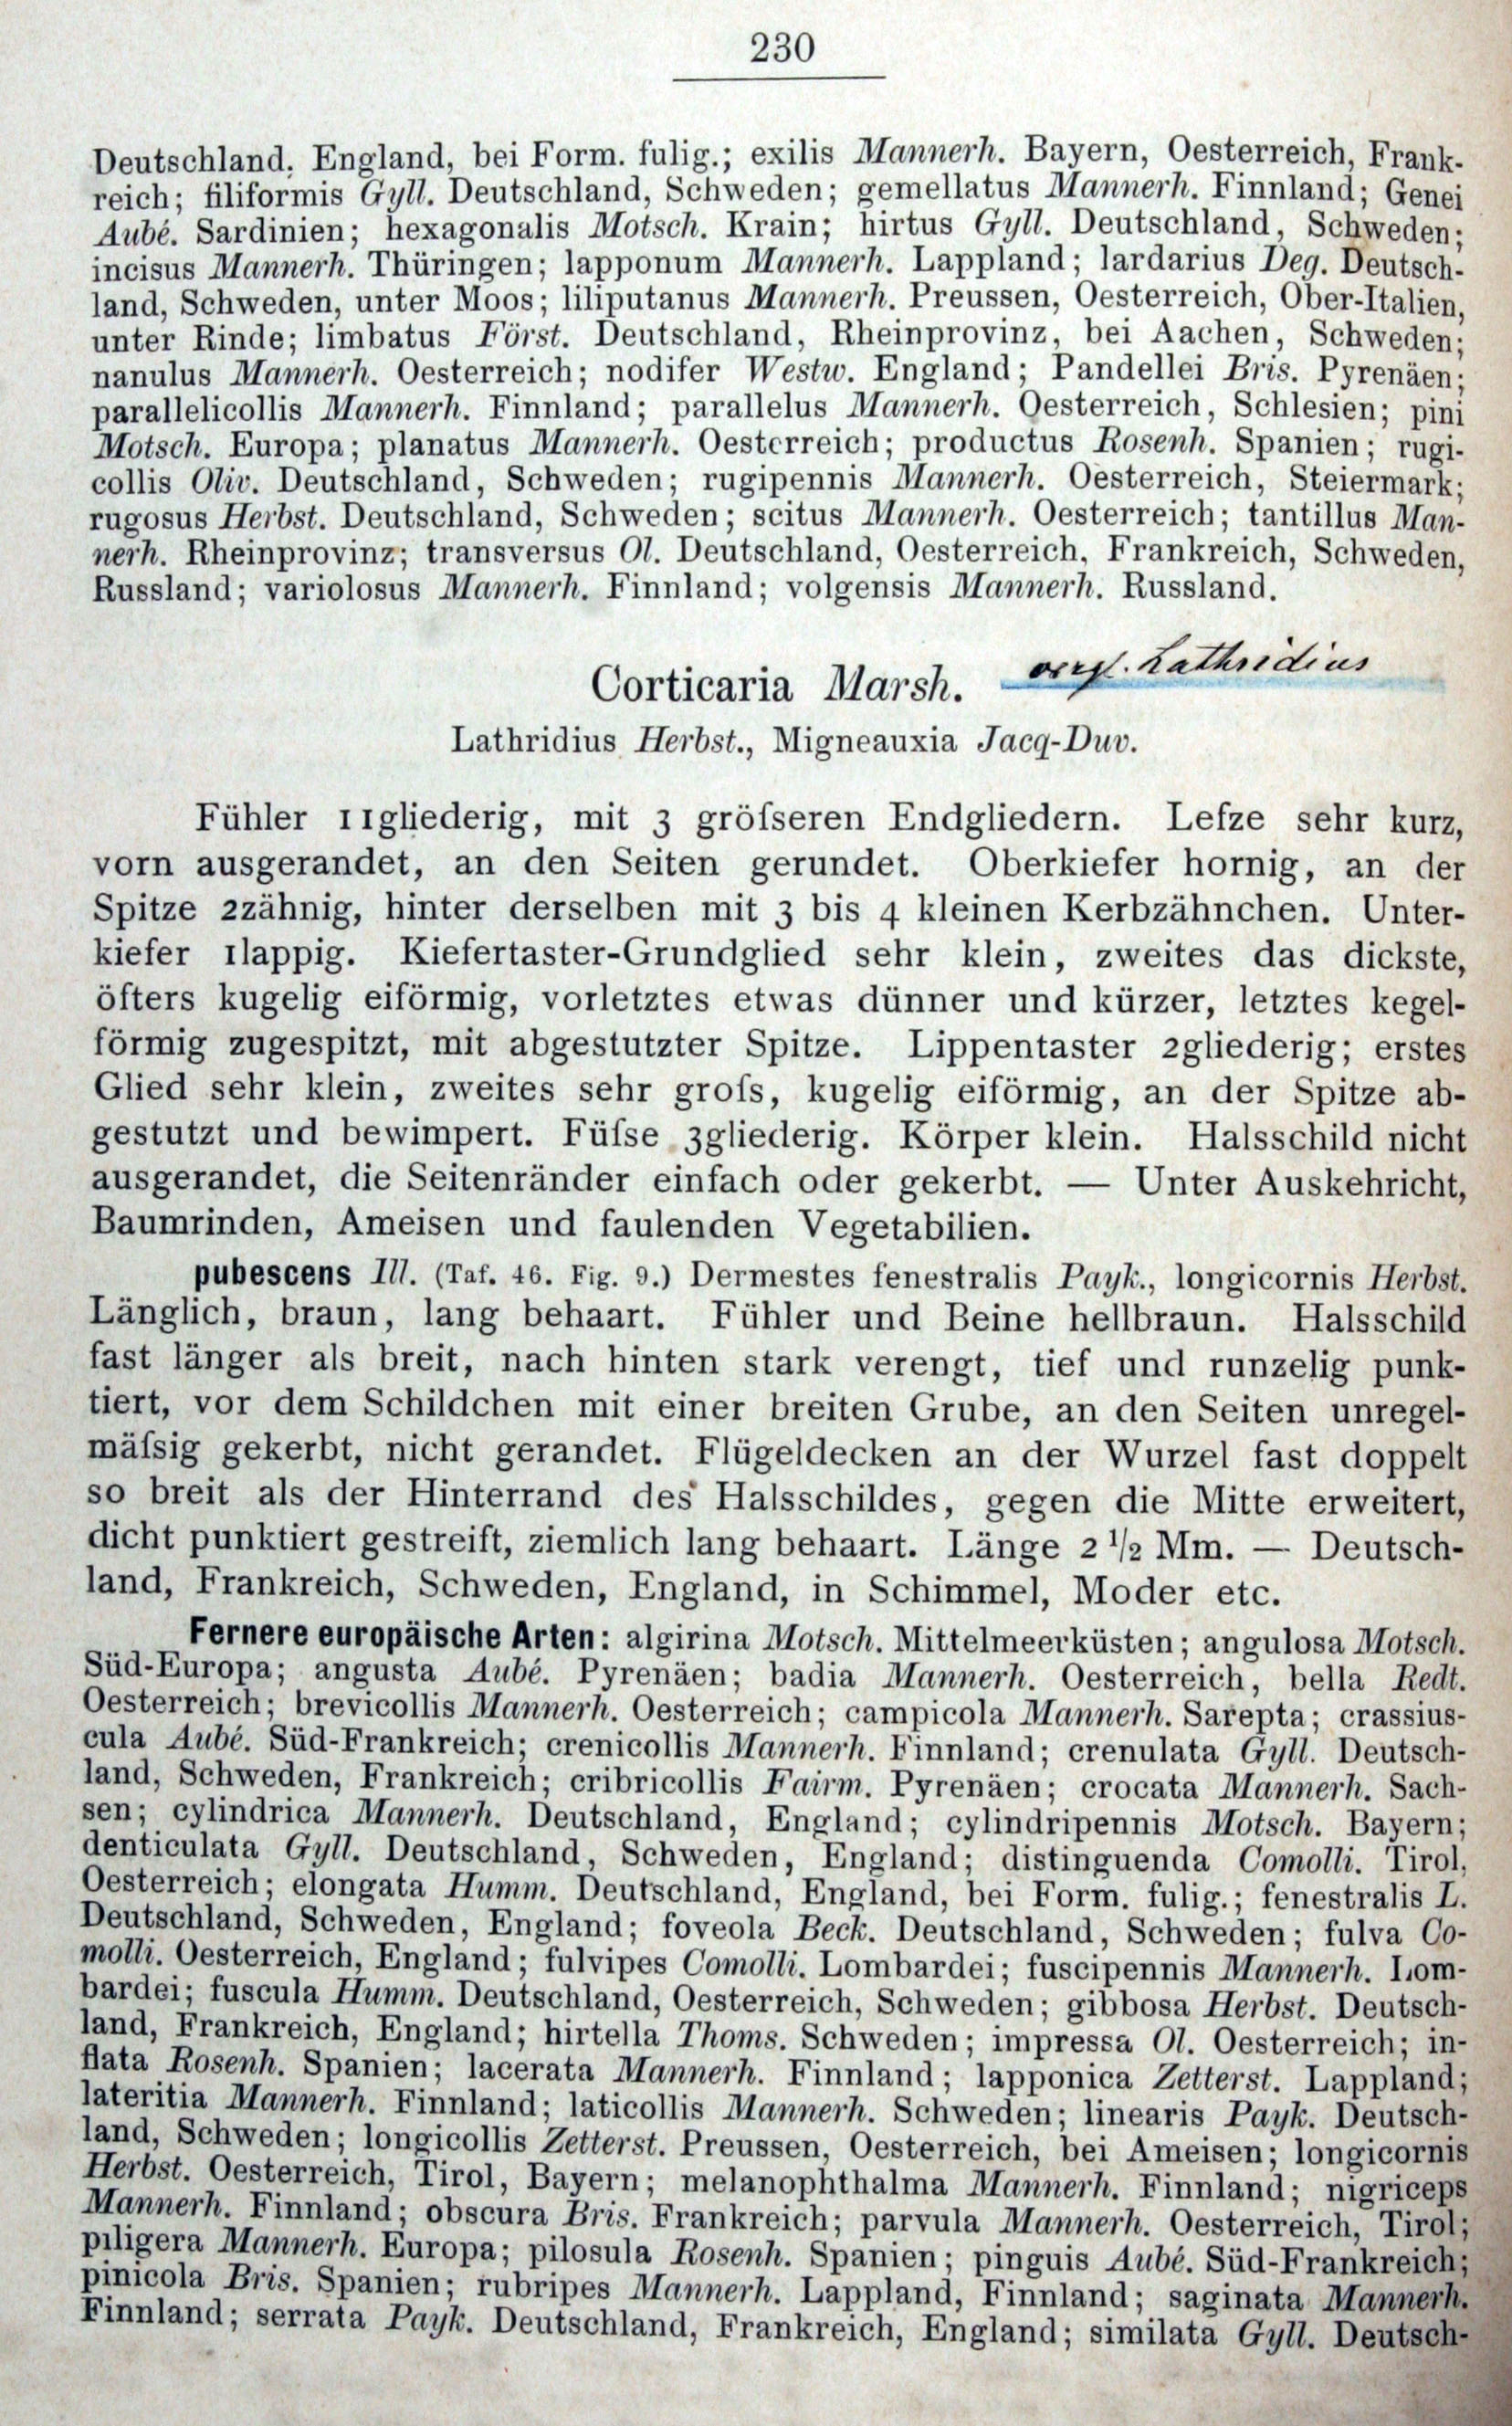 230
Deutschland, England, bei Form. fulig.; exilis Mannerh. Bayern, Oesterreich, Frank-
reich; filiformis Gyll. Deutschland, Schweden; gemellatus Mannerh. Finnland; Genei
Aubé. Sardinien; hexagonalis Motsch. Krain; hirtus Gyll. Deutschland, Schweden;
incisus Mannerh. Thüringen; lapponum Mannerh. Lappland; lardarius Deg. Deutsch-
land, Schweden, unter Moos; liliputanus Mannerh. Preussen, Oesterreich, Ober-Italien,
unter Rinde; limbatus Först. Deutschland, Rheinprovinz, bei Aachen, Schweden;
nanulus Mannerh. Oesterreich; nodifer Westw. England; Pandellei Bris. Pyrenäen;
parallelicollis Mannerh. Finnland; parallelus Mannerh. Oesterreich, Schlesien; pini
Motsch. Europa; planatus Mannerh. Oesterreich; productus Rosenh. Spanien; rugi-
collis Oliv. Deutschland, Schweden; rugipennis Mannerh. Oesterreich, Steiermark;
rugosus Herbst. Deutschland, Schweden; scitus Mannerh. Oesterreich; tantillus Man-
nerh. Rheinprovinz; transversus Ol. Deutschland, Oesterreich, Frankreich, Schweden,
Russland; variolosus Mannerh. Finnland; volgensis Mannerh. Russland.
Corticaria Marsh. vergl. Lathridius
Lathridius Herbst., Migneauxia Jacq-Duv.
Fühler 11gliederig, mit 3 gröſseren Endgliedern. Lefze sehr kurz,
vorn ausgerandet, an den Seiten gerundet. Oberkiefer hornig, an der
Spitze 2zähnig, hinter derselben mit 3 bis 4 kleinen Kerbzähnchen. Unter-
kiefer 1lappig. Kiefertaster-Grundglied sehr klein, zweites das dickste,
öfters kugelig eiförmig, vorletztes etwas dünner und kürzer, letztes kegel-
förmig zugespitzt, mit abgestutzter Spitze. Lippentaster 2gliederig; erstes
Glied sehr klein, zweites sehr groſs, kugelig eiförmig, an der Spitze ab-
gestutzt und bewimpert. Füſse 3gliederig. Körper klein. Halsschild nicht
ausgerandet, die Seitenränder einfach oder gekerbt. — Unter Auskehricht,
Baumrinden, Ameisen und faulenden Vegetabilien.
pubescens Ill. (Taf. 46. Fig. 9.) Dermestes fenestralis Payk., longicornis Herbst.
Länglich, braun, lang behaart. Fühler und Beine hellbraun. Halsschild
fast länger als breit, nach hinten stark verengt, tief und runzelig punk-
tiert, vor dem Schildchen mit einer breiten Grube, an den Seiten unregel-
mäſsig gekerbt, nicht gerandet. Flügeldecken an der Wurzel fast doppelt
so breit als der Hinterrand des Halsschildes, gegen die Mitte erweitert,
dicht punktiert gestreift, ziemlich lang behaart. Länge 2 1/2 Mm. — Deutsch-
land, Frankreich, Schweden, England, in Schimmel, Moder etc.
Fernere europäische Arten: algirina Motsch. Mittelmeerküsten; angulosa Motsch.
Süd-Europa; angusta Aubé. Pyrenäen; badia Mannerh. Oesterreich, bella Redt.
Oesterreich; brevicollis Mannerh. Oesterreich; campicola Mannerh. Sarepta; crassius-
cula Aubé. Süd-Frankreich; crenicollis Mannerh. Finnland; crenulata Gyll. Deutsch-
land, Schweden, Frankreich; cribricollis Fairm. Pyrenäen; crocata Mannerh. Sach-
sen; cylindrica Mannerh. Deutschland, England; cylindripennis Motsch. Bayern;
denticulata Gyll. Deutschland, Schweden, England; distinguenda Comolli. Tirol,
Oesterreich; elongata Humm. Deutschland, England, bei Form. fulig.; fenestralis L.
Deutschland, Schweden, England; foveola Beck. Deutschland, Schweden; fulva Co-
molli. Oesterreich, England; fulvipes Comolli. Lombardei; fuscipennis Mannerh. Lom-
bardei; fuscula Humm. Deutschland, Oesterreich, Schweden; gibbosa Herbst. Deutsch-
land, Frankreich, England; hirtella Thoms. Schweden; impressa Ol. Oesterreich; in-
flata Rosenh. Spanien; lacerata Mannerh. Finnland; lapponica Zetterst. Lappland;
lateritia Mannerh. Finnland; laticollis Mannerh. Schweden; linearis Payk. Deutsch-
land, Schweden; longicollis Zetterst. Preussen, Oesterreich, bei Ameisen; longicornis
Herbst. Oesterreich, Tirol, Bayern; melanophthalma Mannerh. Finnland; nigriceps
Mannerh. Finnland; obscura Bris. Frankreich; parvula Mannerh. Oesterreich, Tirol;
piligera Mannerh. Europa; pilosula Rosenh. Spanien; pinguis Aubé. Süd-Frankreich;
pinicola Bris. Spanien; rubripes Mannerh. Lappland, Finnland; saginata Mannerh.
Finnland; serrata Payk. Deutschland, Frankreich, England; similata Gyll. Deutsch-